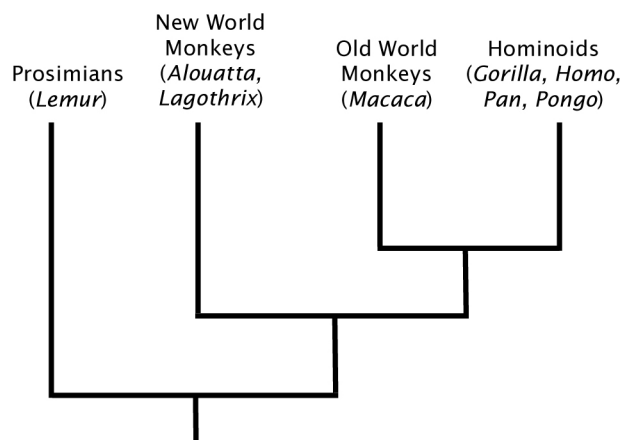 Prosimians
(Lemur)
New World
Monkeys
(Alouatta,
Lagothrix)
Old World
Monkeys
(Macaca)
Hominoids
(Gorilla, Homo,
Pan, Pongo)